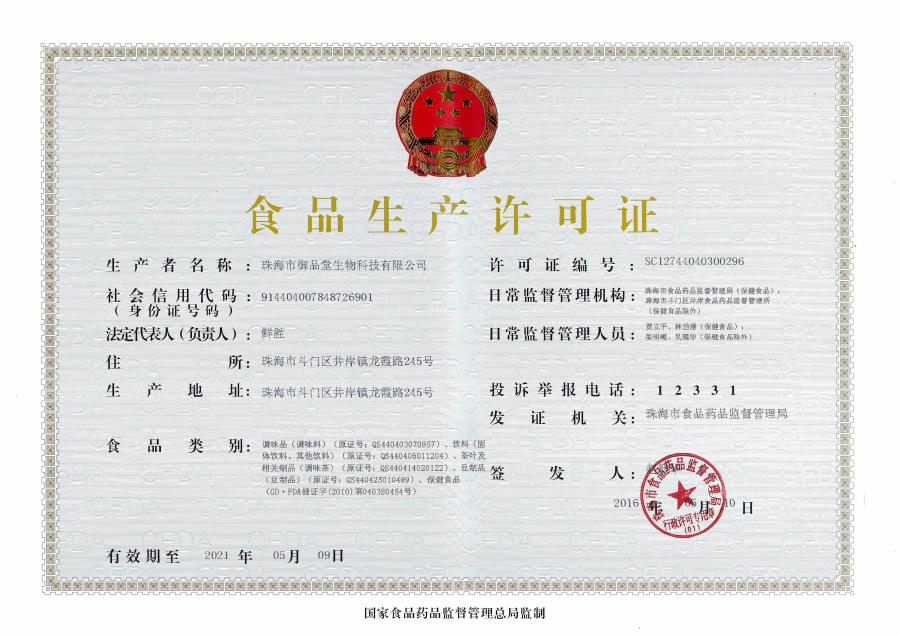 食品生产许可证
生产者名称：珠海市御品堂生物科技有限公司
社会信用代码：914404007848726901
（身份证号码）
法定代表人（负责人）：鲜胜
住所：珠海市斗门区井岸镇龙霞路245号
生产地址：珠海市斗门区井岸镇龙霞路245号
食品类别：调味品（调味料）（原证号：QS440403070957）、饮料（固
体饮料、其他饮料）（原证号：QS440406011204）、茶叶及
相关制品（调味茶）（原证号：QS440414020122）、豆制品
（豆制品）（原证号：QS440425010499）、保健食品
（GD·FDA健证字(2010)第0403S0454号）
有效期至 2021 年 05月 09日
许可证编号：SC12744040300296
日常监督管理机构：珠海市食品药品监督管理局（保健食品）；
珠海市斗门区井岸食品药品监督管理所
（保健食品除外）
日常监督管理人员：贾立平、林岱滢（保健食品）；
（保健食品除外）
投诉举报电话：12331
发证机关：珠海市食品药品监督管理局
签发人：
2016 年 05月 10 日
珠海市食品药品监督管理局
行政许可专用章
(01)
国家食品药品监督管理总局监制